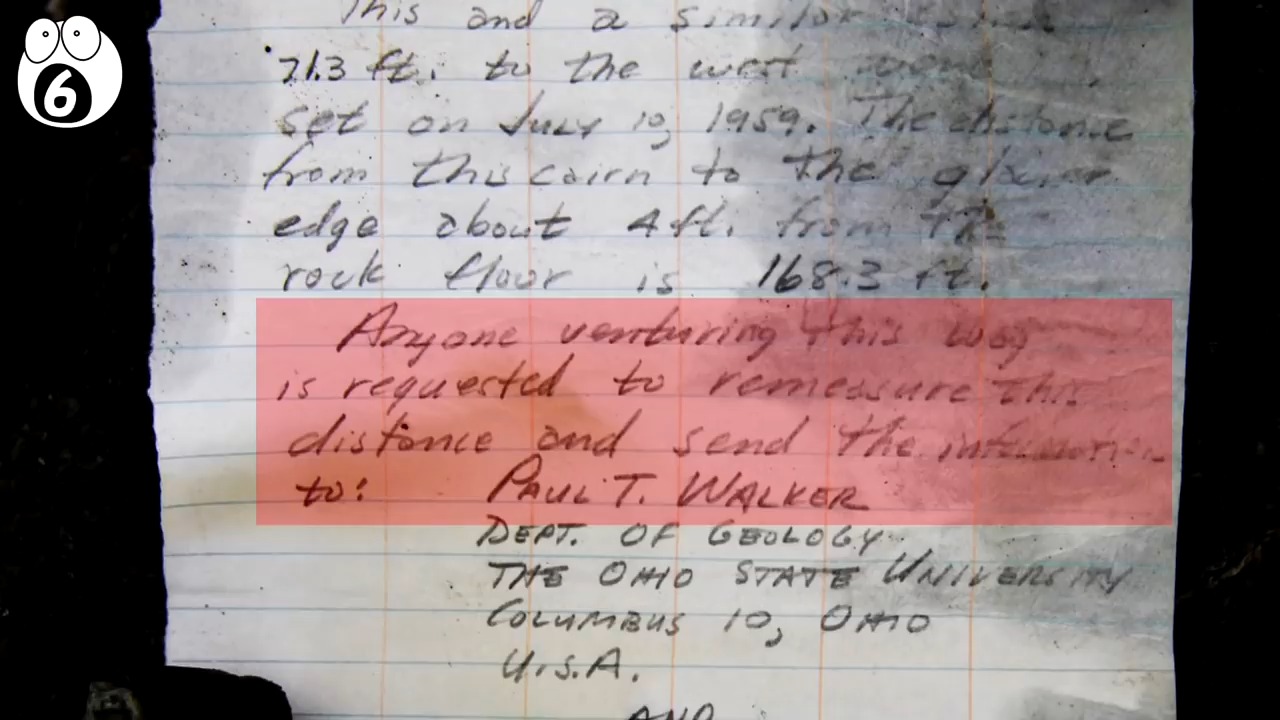 6
This and a similar
71.3 ft. to the west were
set on July 10, 1959. The distance
from this cairn to the glacier
edge about 4 ft. from the
rock floor is 168.3 ft.
Anyone venturing this way
is requested to remeasure this
distance and send the information
to: PAUL T. WALKER
DEPT. OF GEOLOGY
THE OHIO STATE UNIVERSITY
COLUMBUS 10, OHIO
U.S.A.
AND